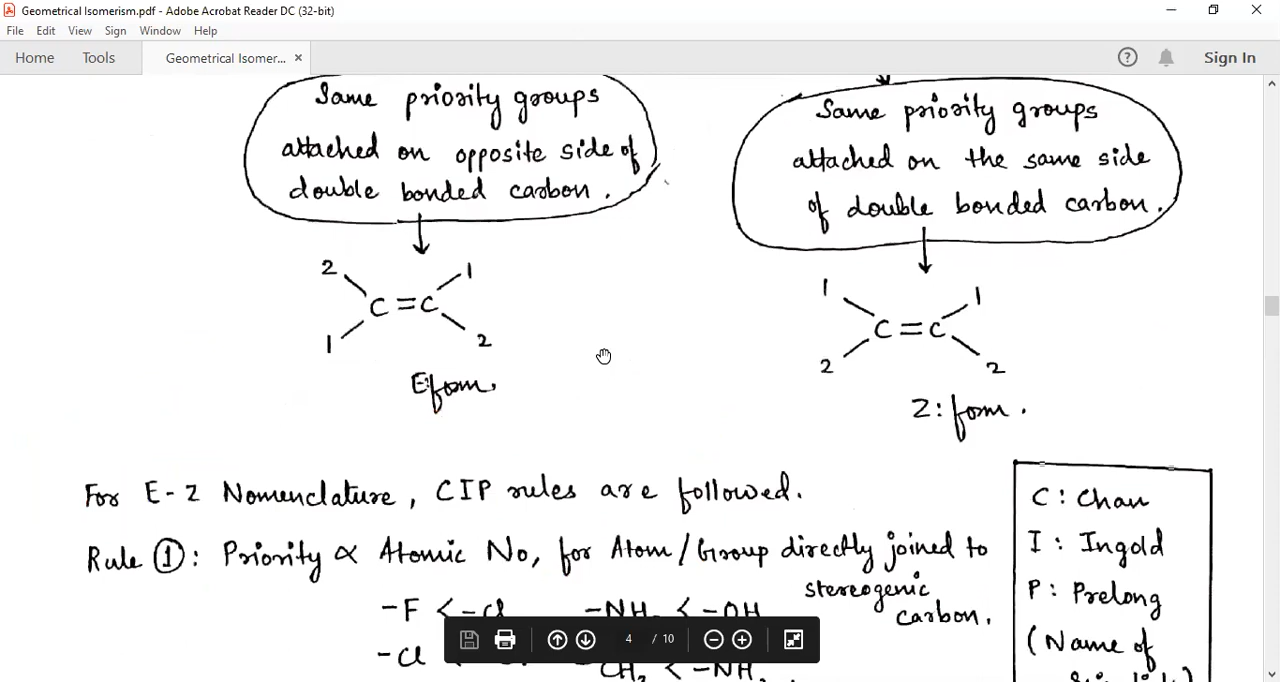 Geometrical Isomerism.pdf - Adobe Acrobat Reader DC (32-bit)
File Edit View Sign Window Help
Home Tools Geometrical Isomer... × Sign In
Same priority groups
attached on opposite side of
double bonded carbon.
Same priority groups
attached on the same side
of double bonded carbon.
2 1
C = C
1 2
E: form.
1 1
C = C
2 2
Z: form.
For E-Z Nomenclature, CIP rules are followed.
Rule ①: Priority ∝ Atomic No, for Atom/Group directly joined to
stereogenic
carbon.
-F < -Cl -NH < -OH
-Cl <
CH < -NH
C: Chan
I: Ingold
P: Prelong
(Name of
4 / 10